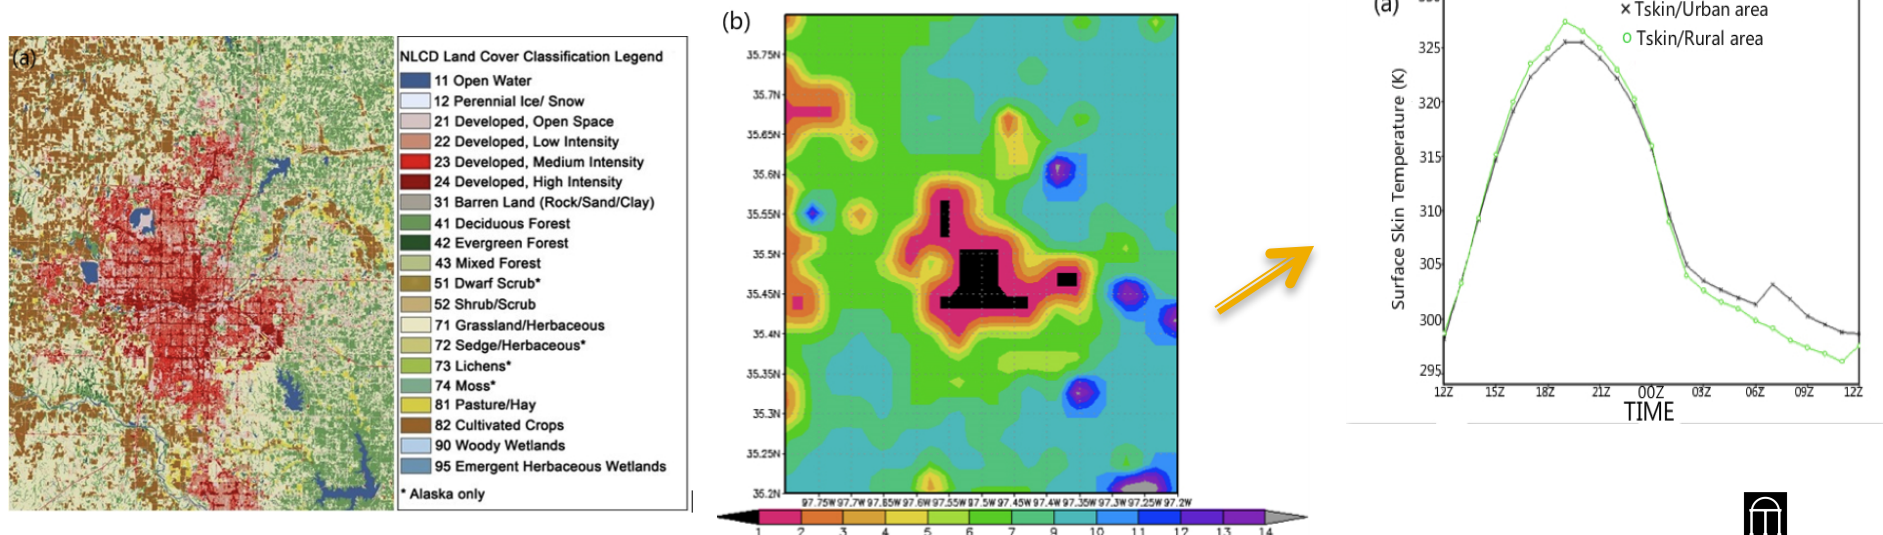 (a)
NLCD Land Cover Classification Legend
11 Open Water
12 Perennial Ice/ Snow
21 Developed, Open Space
22 Developed, Low Intensity
23 Developed, Medium Intensity
24 Developed, High Intensity
31 Barren Land (Rock/Sand/Clay)
41 Deciduous Forest
42 Evergreen Forest
43 Mixed Forest
51 Dwarf Scrub*
52 Shrub/Scrub
71 Grassland/Herbaceous
72 Sedge/Herbaceous*
73 Lichens*
74 Moss*
81 Pasture/Hay
82 Cultivated Crops
90 Woody Wetlands
95 Emergent Herbaceous Wetlands
* Alaska only
(b)
35.75N
35.7N
35.65N
35.6N
35.55N
35.5N
35.45N
35.4N
35.35N
35.3N
35.25N
35.2N
97.75W 97.7W 97.65W 97.6W 97.55W 97.5W 97.45W 97.4W 97.35W 97.3W 97.25W 97.2W
1 2 3 4 5 6 7 9 10 11 12 13 14
(a)
× Tskin/Urban area
○ Tskin/Rural area
Surface Skin Temperature (K)
325
320
315
310
305
300
295
12Z 15Z 18Z 21Z 00Z 03Z 06Z 09Z 12Z
TIME